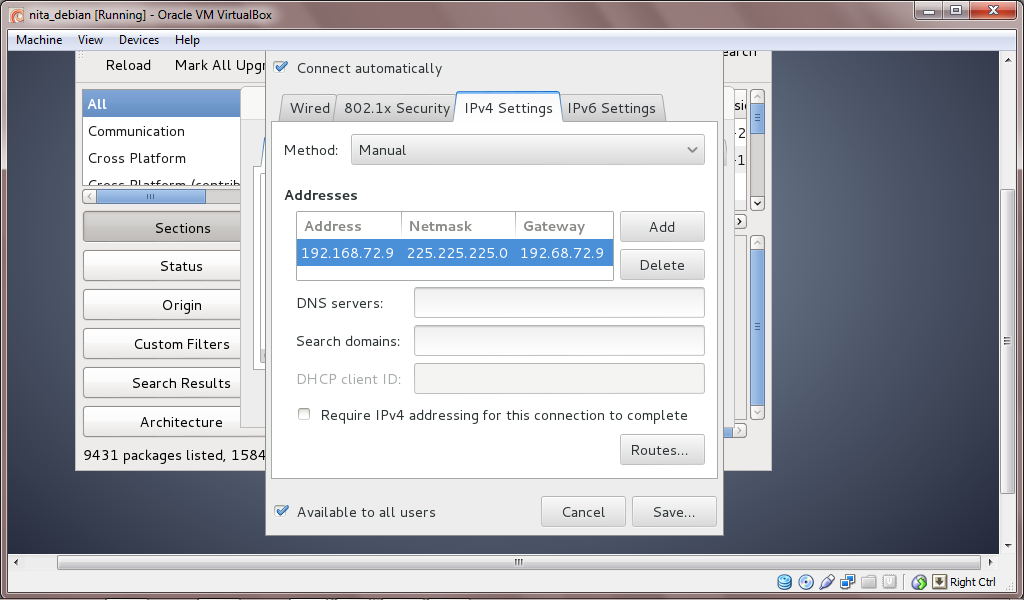 nita_debian [Running] - Oracle VM VirtualBox
Machine View Devices Help
Reload Mark All Upgr
Connect automatically
All
Communication
Cross Platform
Cross Platform (contrib
Sections
Status
Origin
Custom Filters
Search Results
Architecture
9431 packages listed, 1584
Wired 802.1x Security IPv4 Settings IPv6 Settings
Method: Manual
Addresses
Address Netmask Gateway
192.168.72.9 225.225.225.0 192.68.72.9
Add
Delete
DNS servers:
Search domains:
DHCP client ID:
Require IPv4 addressing for this connection to complete
Routes...
Available to all users
Cancel Save...
Right Ctrl